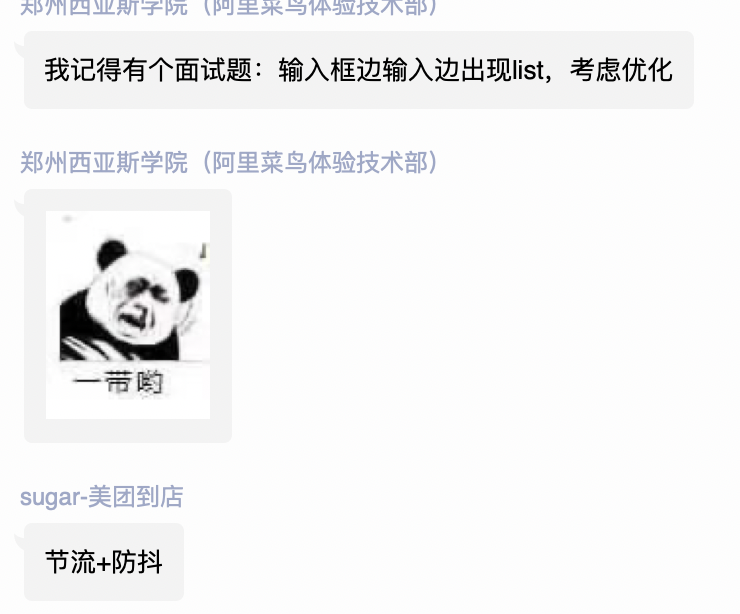 郑州西亚斯学院（阿里菜鸟体验技术部）
我记得有个面试题：输入框边输入边出现list，考虑优化
郑州西亚斯学院（阿里菜鸟体验技术部）
一带哟
sugar-美团到店
节流+防抖